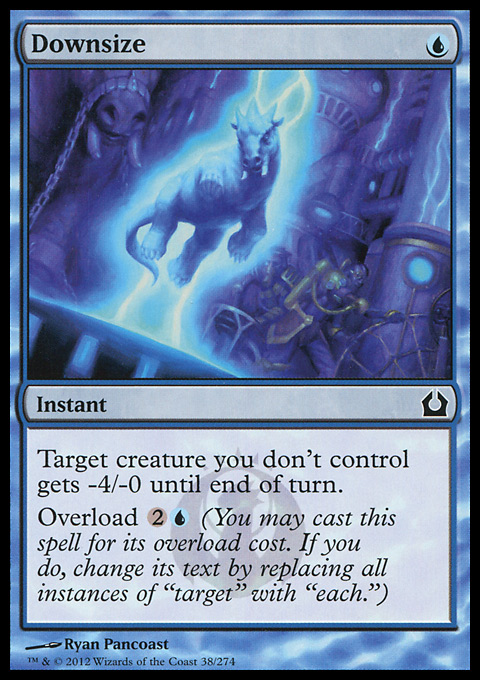 Downsize
Instant
Target creature you don't control
gets -4/-0 until end of turn.
Overload 2 (You may cast this
spell for its overload cost. If you
do, change its text by replacing all
instances of “target” with “each.”)
Ryan Pancoast
™ & © 2012 Wizards of the Coast 38/274